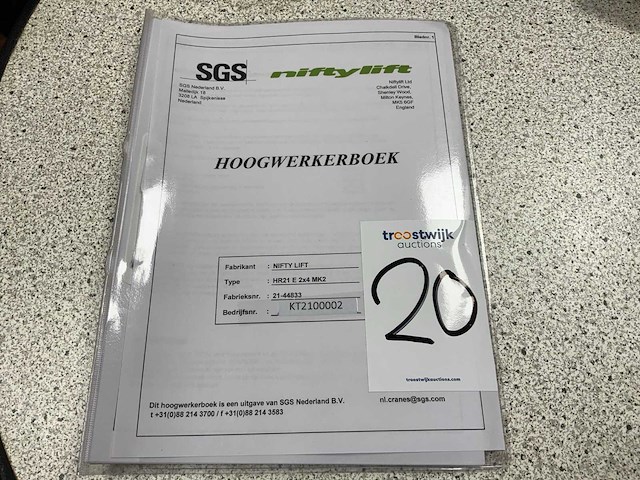 Bladnr. 1
SGS
niftylift
SGS Nederland B.V.
Malledijk 18
3208 LA Spijkenisse
Nederland
Niftylift Ltd
Chalkdell Drive,
Shenley Wood,
Milton Keynes,
MK5 6GF
England
HOOGWERKERBOEK
Fabrikant : NIFTY LIFT
Type : HR21 E 2x4 MK2
Fabrieksnr. : 21-44833
Bedrijfsnr. : KT2100002
troostwijk
auctions
20
troostwijkauctions.com
Dit hoogwerkerboek is een uitgave van SGS Nederland B.V.
t +31(0)88 214 3700 / f +31(0)88 214 3583
nl.cranes@sgs.com